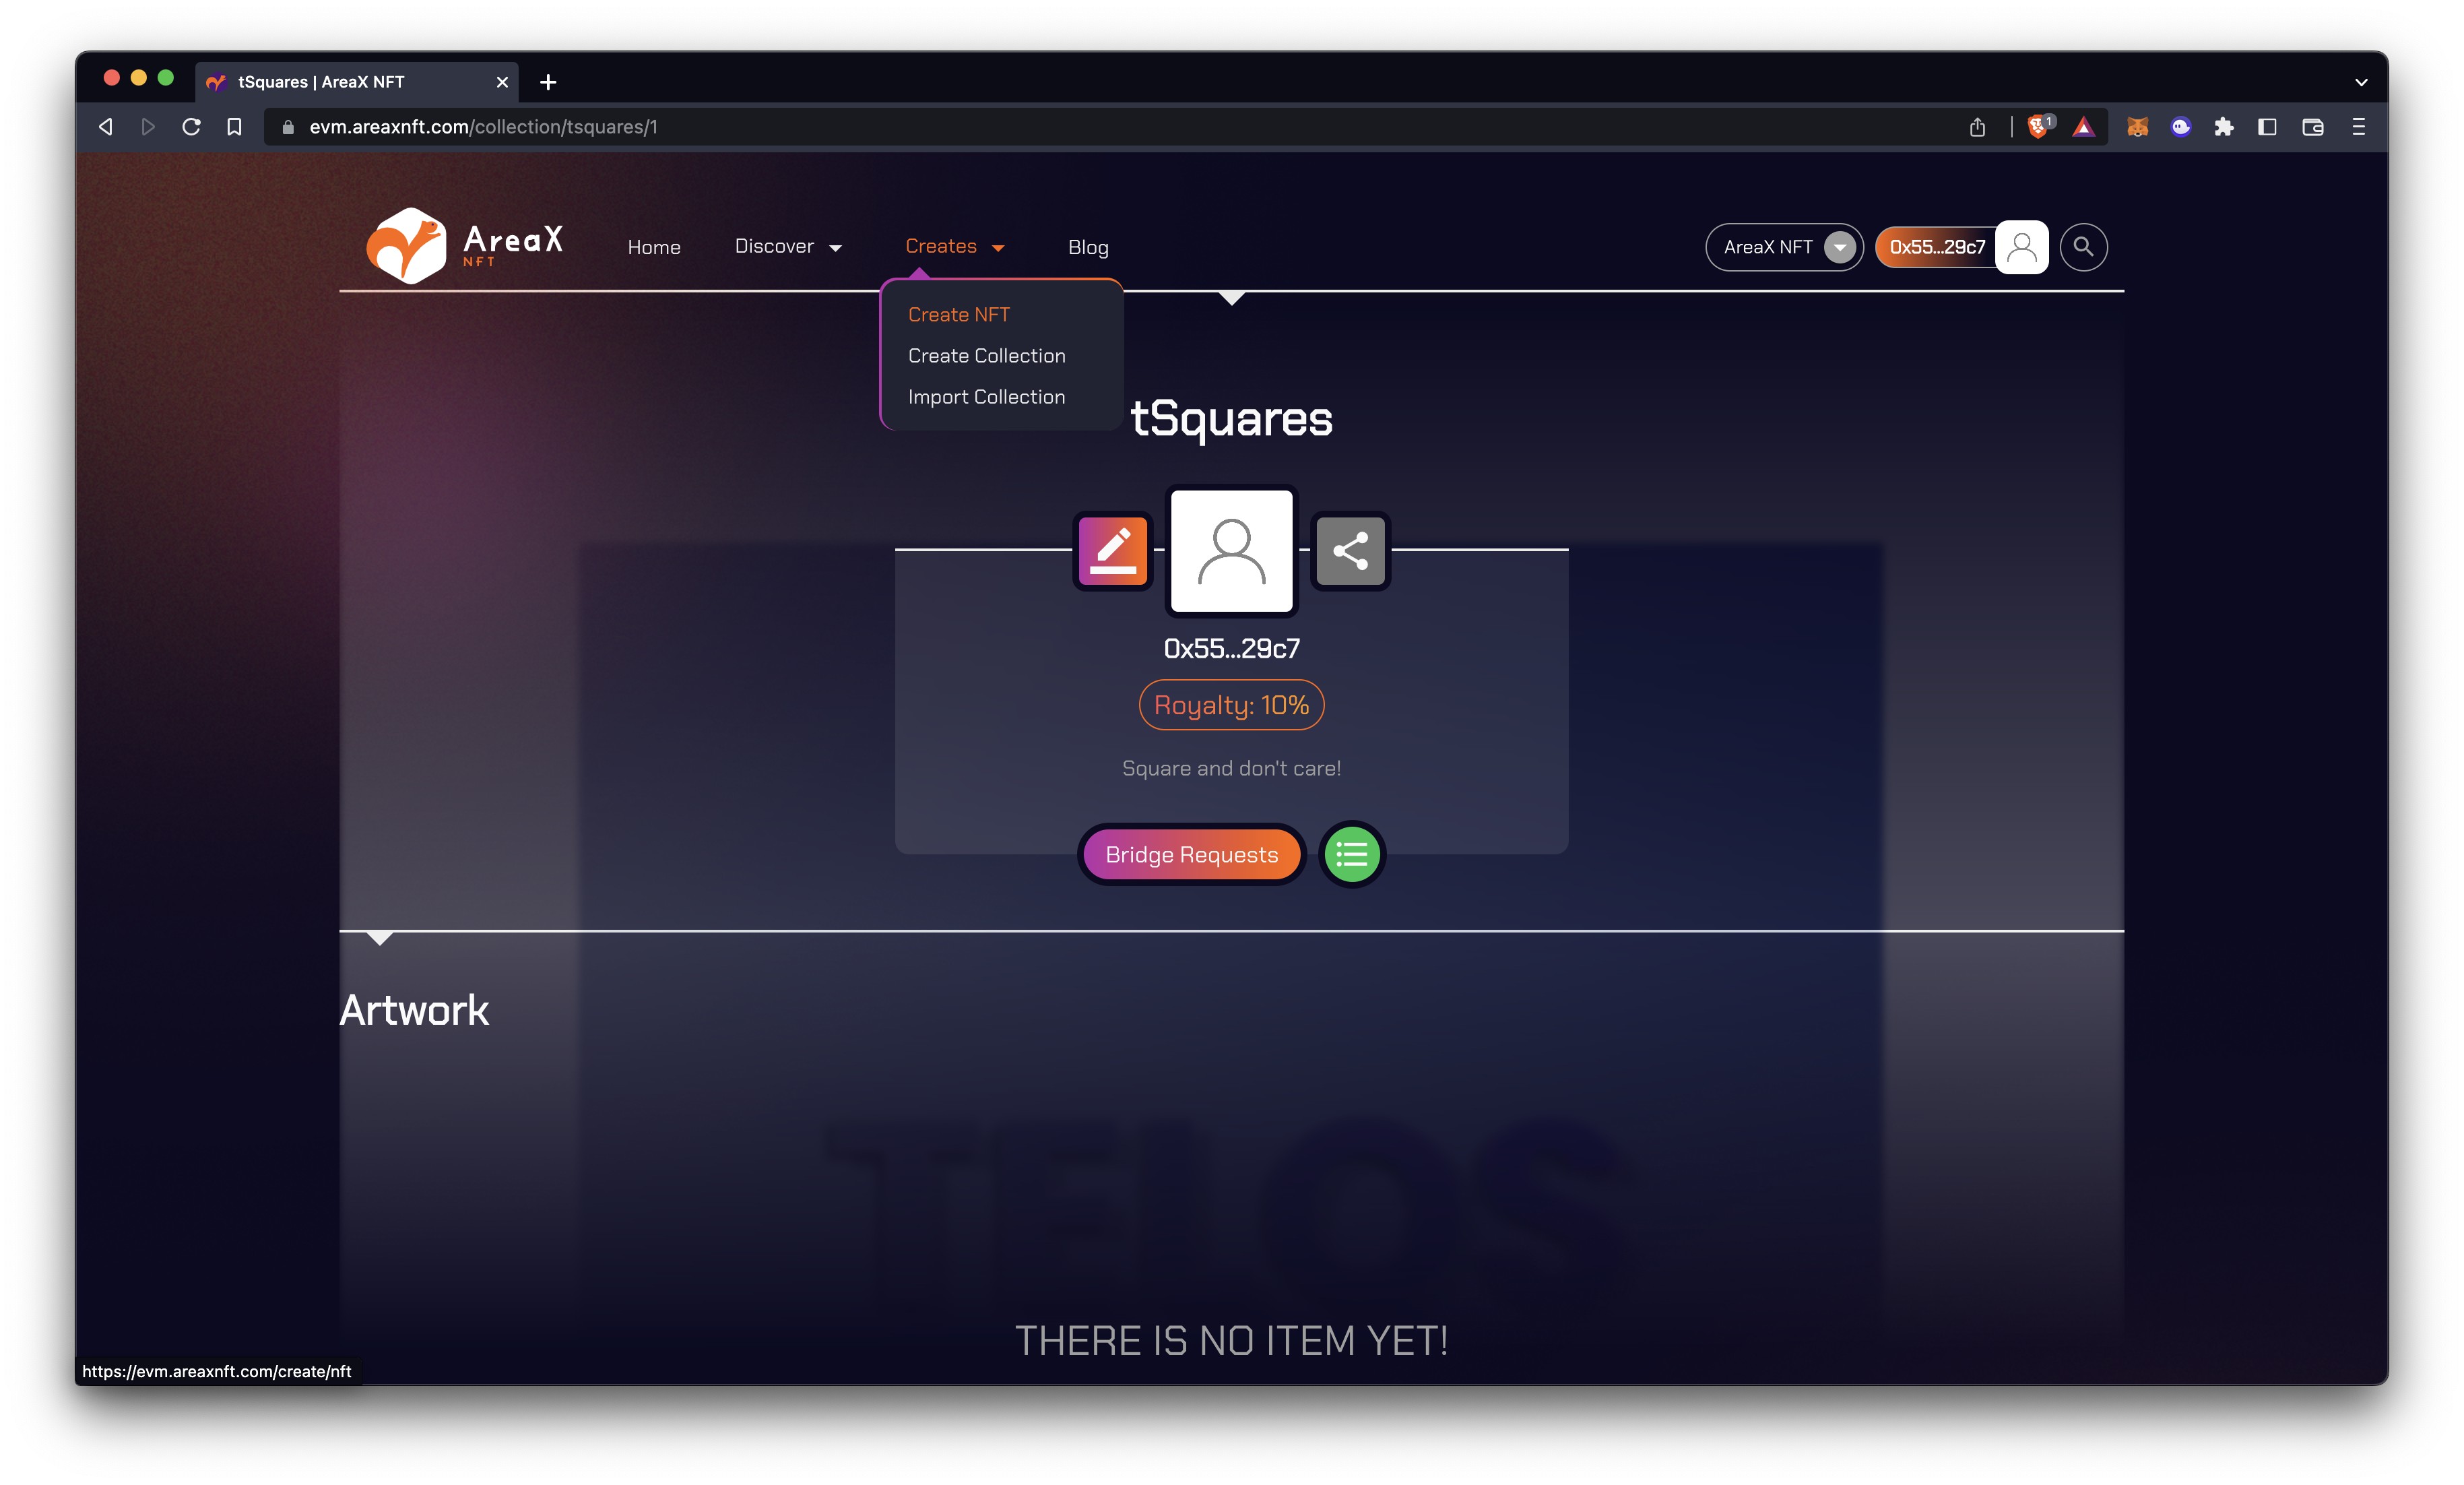 tSquares | AreaX NFT
evm.areaxnft.com/collection/tsquares/1
1
AreaX
NFT
Home
Discover
Creates
Blog
AreaX NFT
0x55...29c7
Create NFT
Create Collection
Import Collection
tSquares
0x55...29c7
Royalty: 10%
Square and don't care!
Bridge Requests
Artwork
TELOS
THERE IS NO ITEM YET!
https://evm.areaxnft.com/create/nft